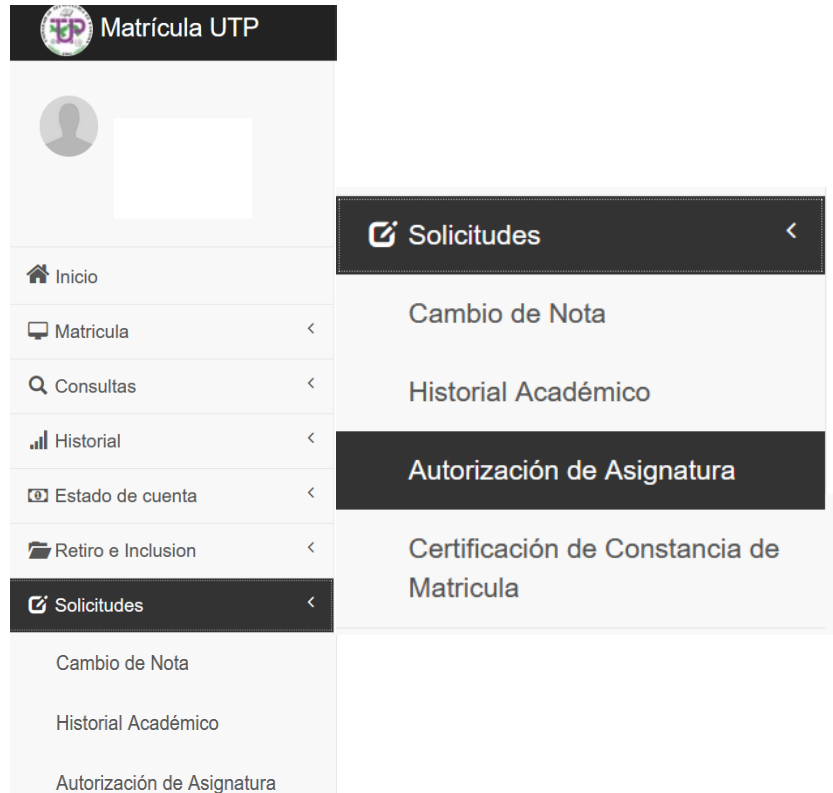 UTP
Matrícula UTP
Inicio
Matricula
Consultas
Historial
Estado de cuenta
Retiro e Inclusion
Solicitudes
Cambio de Nota
Historial Académico
Autorización de Asignatura
Solicitudes
Cambio de Nota
Historial Académico
Autorización de Asignatura
Certificación de Constancia de
Matricula